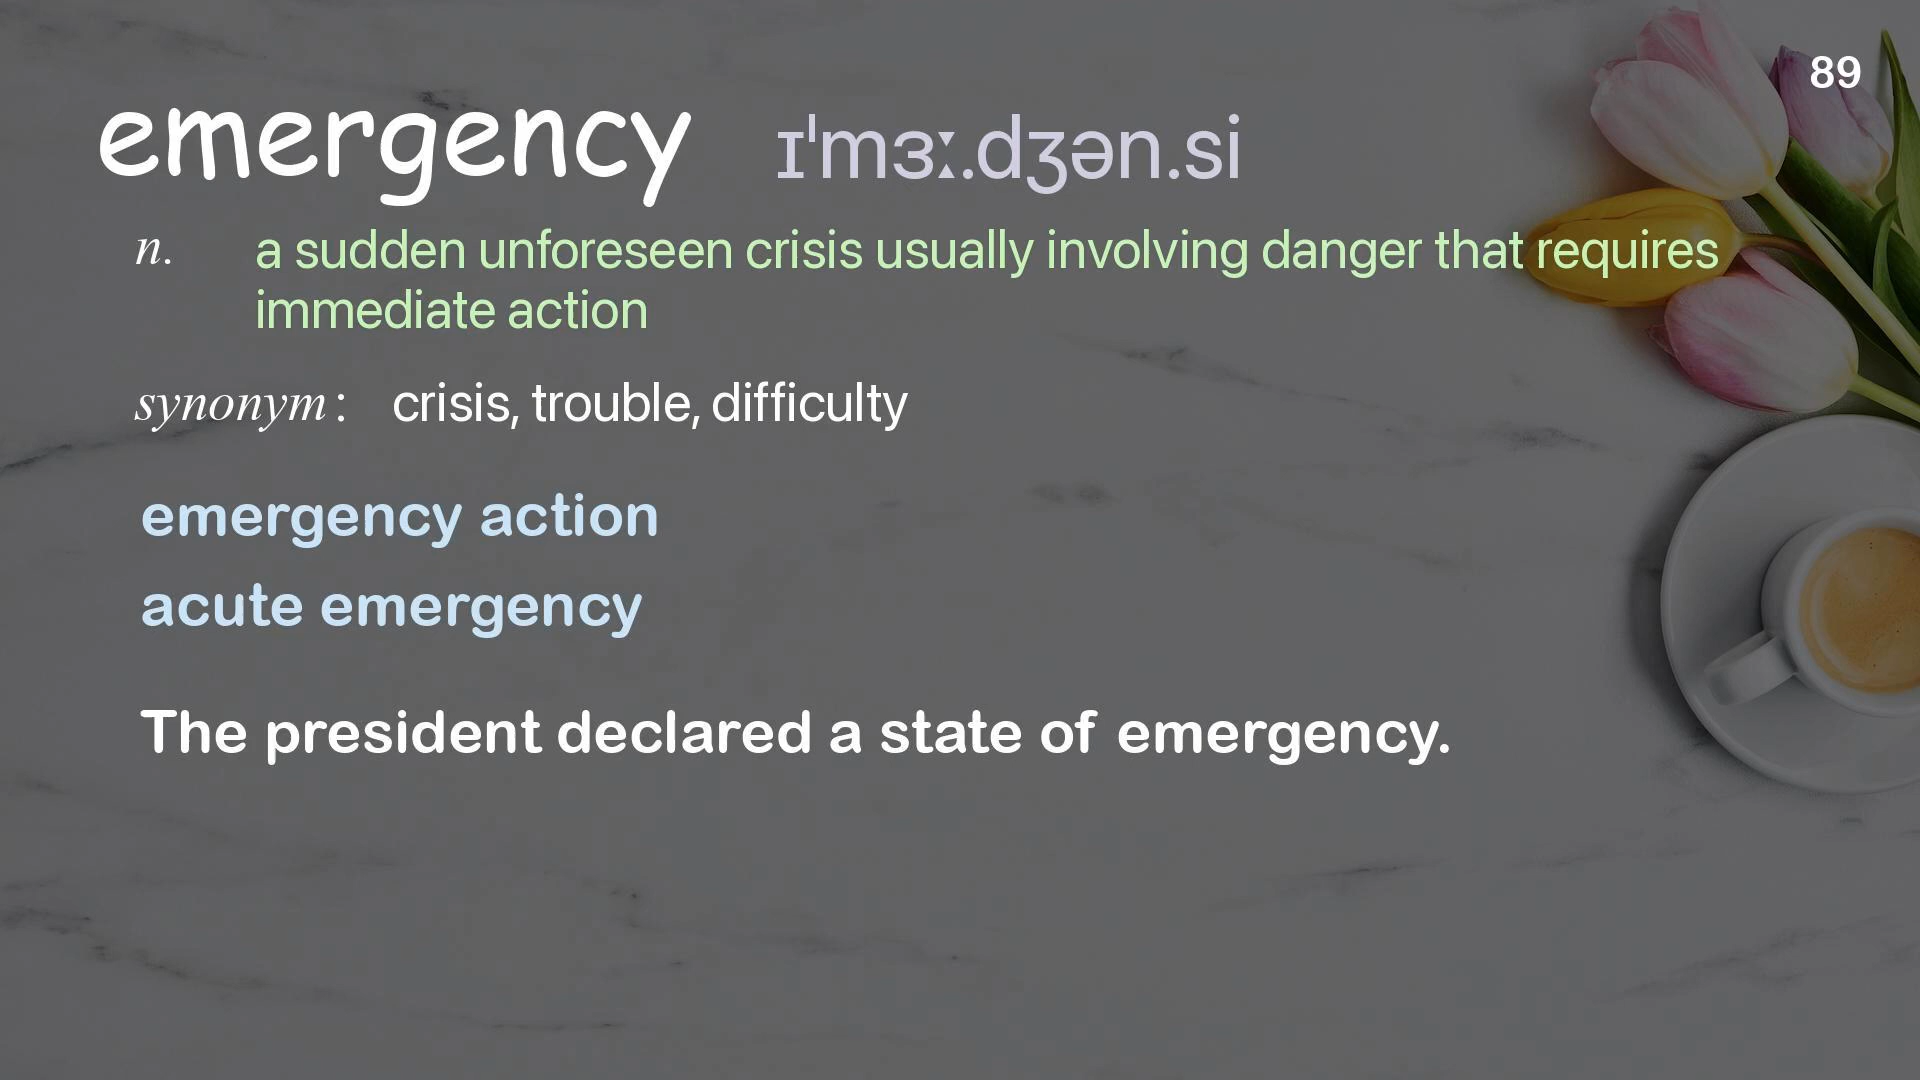 89
emergency ɪˈmɜː.dʒən.si
n. a sudden unforeseen crisis usually involving danger that requires
immediate action
synonym: crisis, trouble, difficulty
emergency action
acute emergency
The president declared a state of emergency.